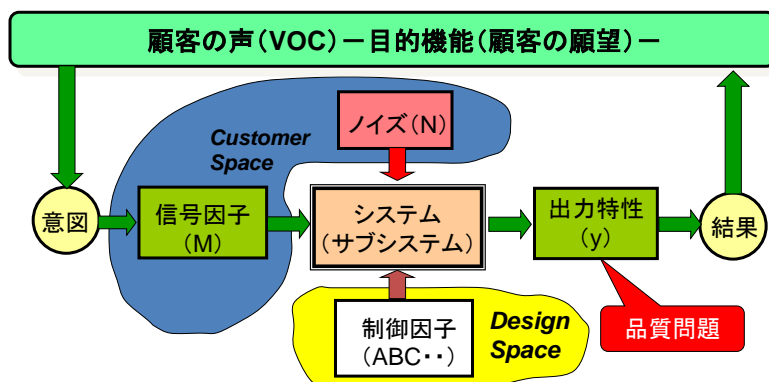 顧客の声(VOC)－目的機能(顧客の願望)－
Customer
Space
ノイズ(N)
意図
信号因子
(M)
システム
(サブシステム)
出力特性
(y)
結果
制御因子
(ABC・・)
Design
Space
品質問題